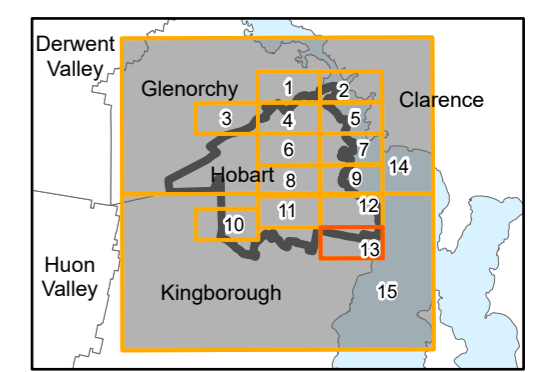 Derwent
Valley
Glenorchy
1
2
Clarence
3
4
5
6
7
14
Hobart
8
9
10
11
12
13
Huon
Valley
Kingborough
15